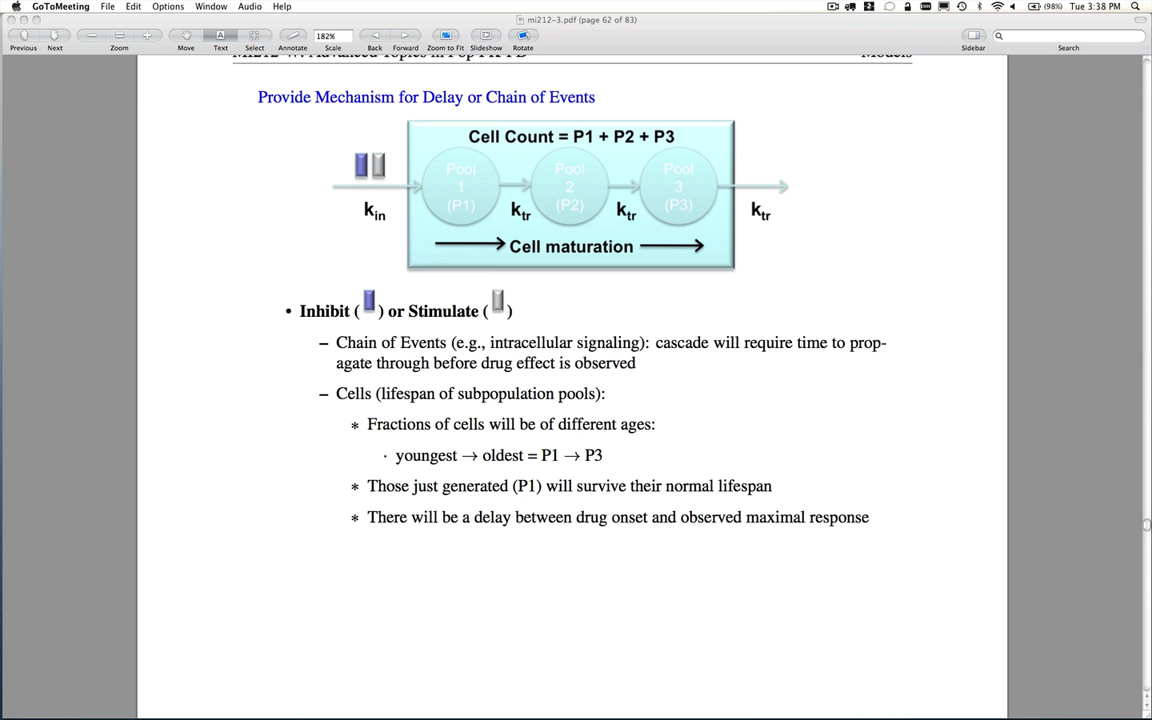 GoToMeeting File Edit Options Window Audio Help (98%) Tue 3:38 PM
mi212-3.pdf (page 62 of 83)
182%
Previous Next Zoom Move Text Select Annotate Scale Back Forward Zoom to Fit Slideshow Rotate Sidebar Search
Models
Provide Mechanism for Delay or Chain of Events
Cell Count = P1 + P2 + P3
Pool Pool Pool
1 2 3
(P1) (P2) (P3)
kin ktr ktr ktr
Cell maturation
• Inhibit ( ) or Stimulate ( )
– Chain of Events (e.g., intracellular signaling): cascade will require time to prop-
agate through before drug effect is observed
– Cells (lifespan of subpopulation pools):
∗ Fractions of cells will be of different ages:
· youngest → oldest = P1 → P3
∗ Those just generated (P1) will survive their normal lifespan
∗ There will be a delay between drug onset and observed maximal response